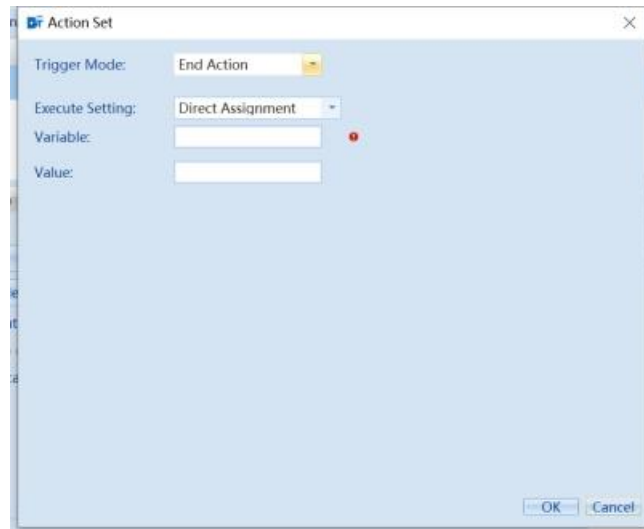 Action Set
Trigger Mode: End Action
Execute Setting: Direct Assignment
Variable:
Value:
OK Cancel